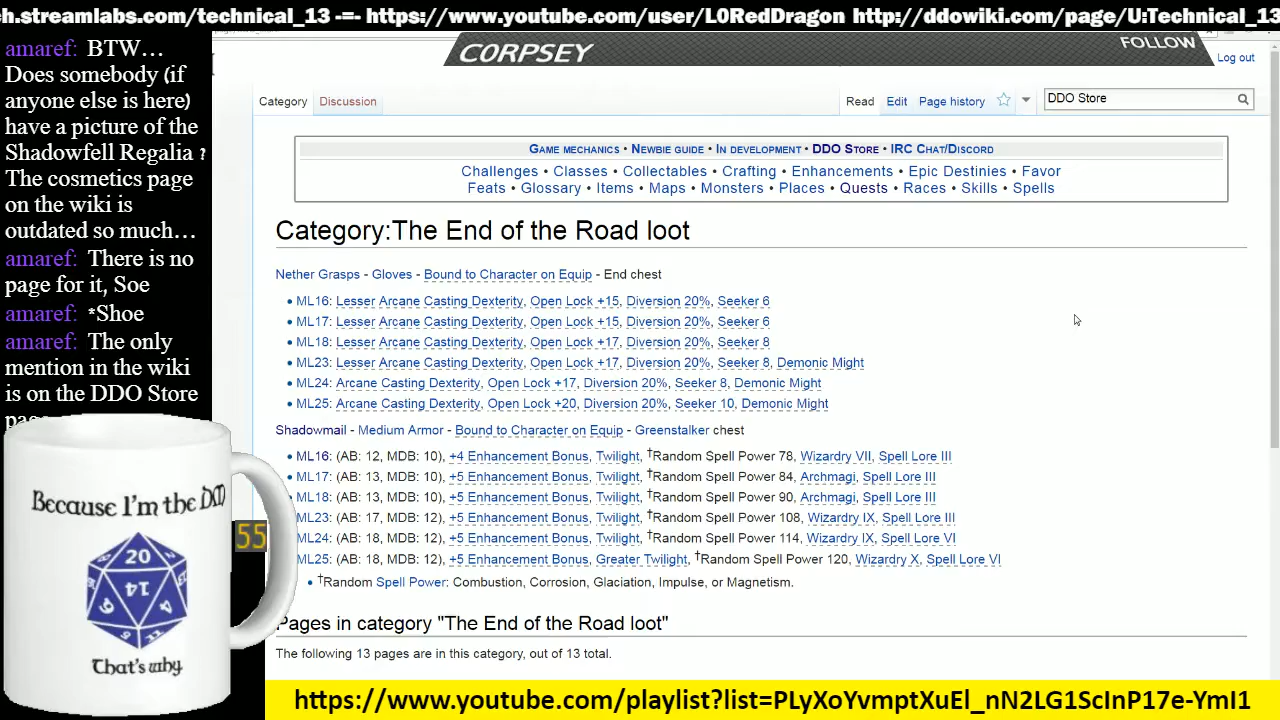 ch.streamlabs.com/technical_13 -=- https://www.youtube.com/user/L0RedDragon http://ddowiki.com/page/U:Technical_13
CORPSEY
FOLLOW
Log out
amaref: BTW...
Does somebody (if
anyone else is here)
have a picture of the
Shadowfell Regalia ?
The cosmetics page
on the wiki is
outdated so much...
amaref: There is no
page for it, Soe
amaref: *Shoe
amaref: The only
mention in the wiki
is on the DDO Store
Category Discussion
Read Edit Page history
DDO Store
GAME MECHANICS • NEWBIE GUIDE • IN DEVELOPMENT • DDO STORE • IRC CHAT/DISCORD
Challenges • Classes • Collectables • Crafting • Enhancements • Epic Destinies • Favor
Feats • Glossary • Items • Maps • Monsters • Places • Quests • Races • Skills • Spells
Category:The End of the Road loot
Nether Grasps - Gloves - Bound to Character on Equip - End chest
• ML16: Lesser Arcane Casting Dexterity, Open Lock +15, Diversion 20%, Seeker 6
• ML17: Lesser Arcane Casting Dexterity, Open Lock +15, Diversion 20%, Seeker 6
• ML18: Lesser Arcane Casting Dexterity, Open Lock +17, Diversion 20%, Seeker 8
• ML23: Lesser Arcane Casting Dexterity, Open Lock +17, Diversion 20%, Seeker 8, Demonic Might
• ML24: Arcane Casting Dexterity, Open Lock +17, Diversion 20%, Seeker 8, Demonic Might
• ML25: Arcane Casting Dexterity, Open Lock +20, Diversion 20%, Seeker 10, Demonic Might
Shadowmail - Medium Armor - Bound to Character on Equip - Greenstalker chest
• ML16: (AB: 12, MDB: 10), +4 Enhancement Bonus, Twilight, †Random Spell Power 78, Wizardry VII, Spell Lore III
• ML17: (AB: 13, MDB: 10), +5 Enhancement Bonus, Twilight, †Random Spell Power 84, Archmagi, Spell Lore III
• ML18: (AB: 13, MDB: 10), +5 Enhancement Bonus, Twilight, †Random Spell Power 90, Archmagi, Spell Lore III
ML23: (AB: 17, MDB: 12), +5 Enhancement Bonus, Twilight, †Random Spell Power 108, Wizardry IX, Spell Lore III
ML24: (AB: 18, MDB: 12), +5 Enhancement Bonus, Twilight, †Random Spell Power 114, Wizardry IX, Spell Lore VI
ML25: (AB: 18, MDB: 12), +5 Enhancement Bonus, Greater Twilight, †Random Spell Power 120, Wizardry X, Spell Lore VI
• †Random Spell Power: Combustion, Corrosion, Glaciation, Impulse, or Magnetism.
Pages in category "The End of the Road loot"
The following 13 pages are in this category, out of 13 total.
Because I'm the DM
20
14
That's why.
55
https://www.youtube.com/playlist?list=PLyXoYvmptXuEl_nN2LG1ScInP17e-YmI1